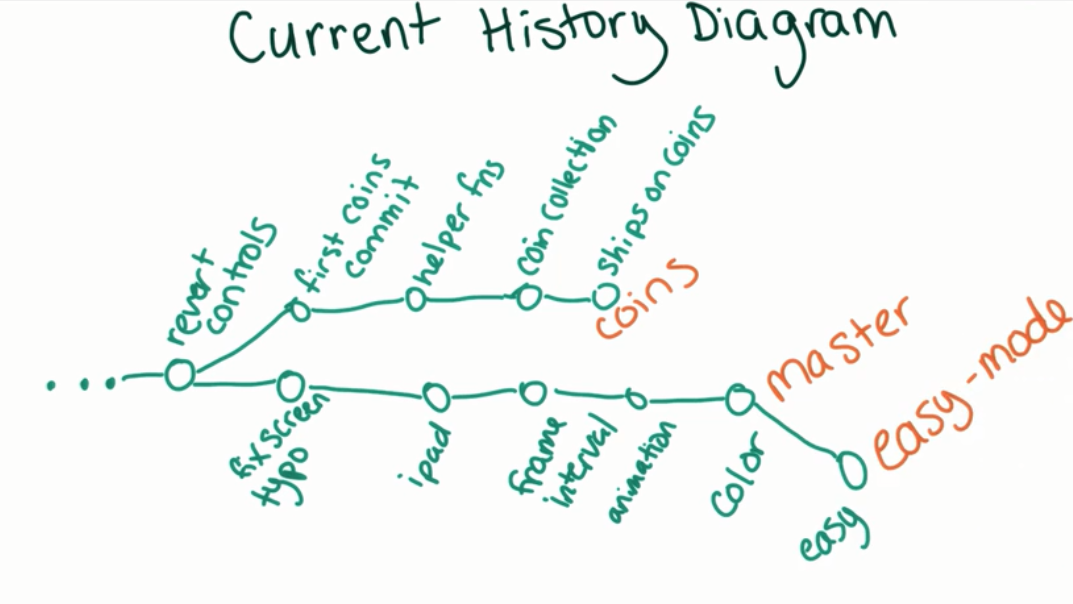 Current History Diagram
revert
controls
first coins
commit
helper fns
coin collection
ships on coins
coins
fix screen
typo
ipad
frame
interval
animation
color
master
easy
easy-mode